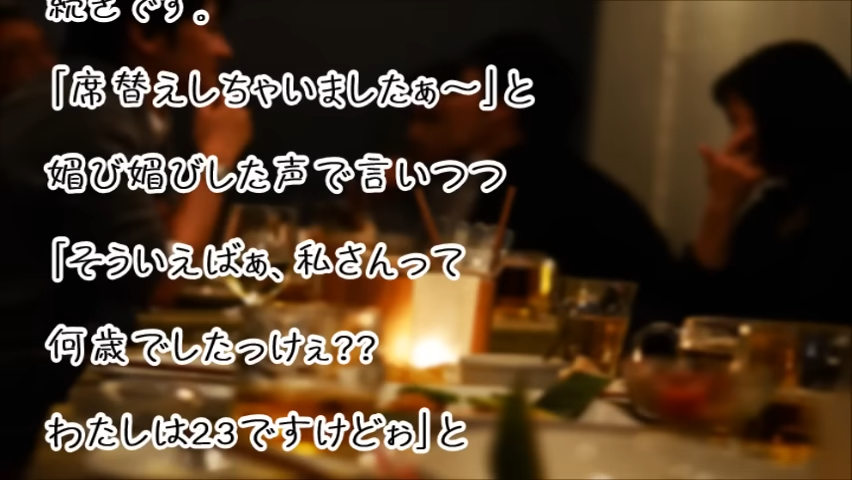 続きです。
「席替えしちゃいましたぁ～」と
媚び媚びした声で言いつつ
「そういえばぁ、私さんって
何歳でしたっけぇ??
わたしは23ですけどぉ」と